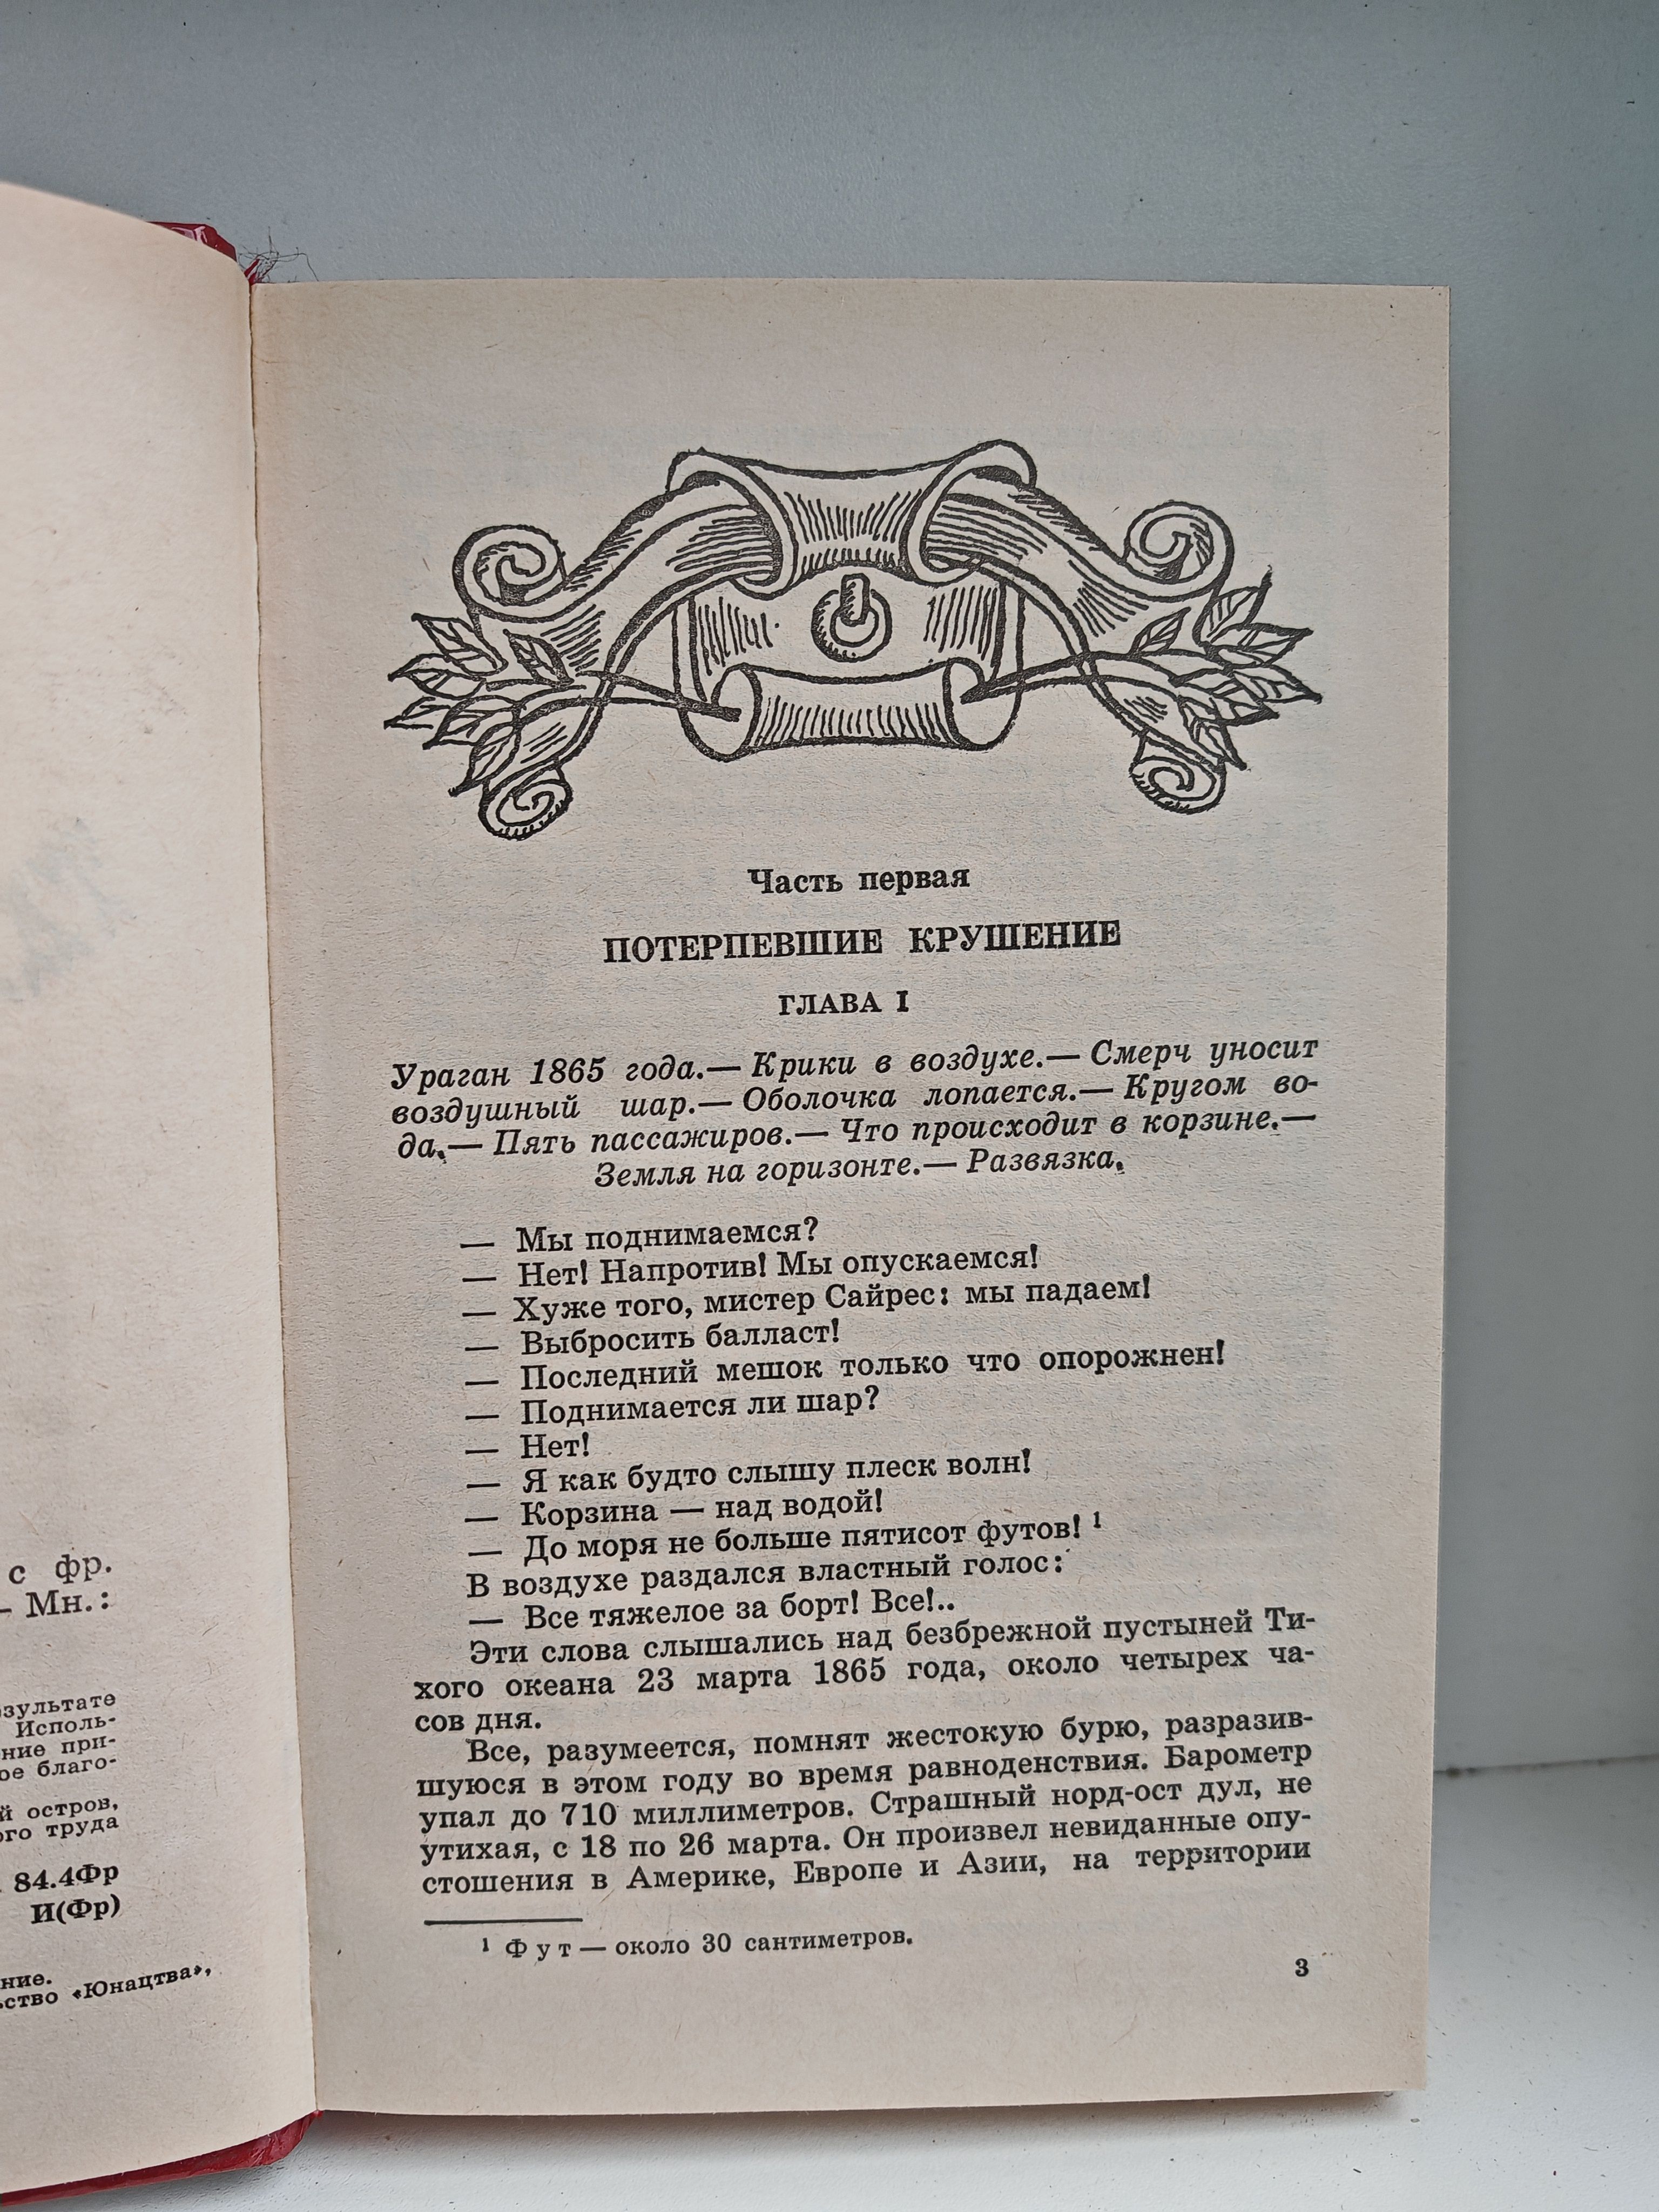 с фр.
— Мн.:
Исполь-
при-
благо-
остров,
труда
84.4Фр
И(Фр)
«Юнацтва»,
Часть первая
ПОТЕРПЕВШИЕ КРУШЕНИЕ
ГЛАВА I
Ураган 1865 года.— Крики в воздухе.— Смерч уносит
воздушный шар.— Оболочка лопается.— Кругом во-
да.— Пять пассажиров.— Что происходит в корзине.—
Земля на горизонте.— Развязка.
— Мы поднимаемся?
— Нет! Напротив! Мы опускаемся!
— Хуже того, мистер Сайрес: мы падаем!
— Выбросить балласт!
— Последний мешок только что опорожнен!
— Поднимается ли шар?
— Нет!
— Я как будто слышу плеск волн!
— Корзина — над водой!
— До моря не больше пятисот футов! ¹
В воздухе раздался властный голос:
— Все тяжелое за борт! Все!..
Эти слова слышались над безбрежной пустыней Ти-
хого океана 23 марта 1865 года, около четырех ча-
сов дня.
Все, разумеется, помнят жестокую бурю, разразив-
шуюся в этом году во время равноденствия. Барометр
упал до 710 миллиметров. Страшный норд-ост дул, не
утихая, с 18 по 26 марта. Он произвел невиданные опу-
стошения в Америке, Европе и Азии, на территории
¹ Фут — около 30 сантиметров.
3